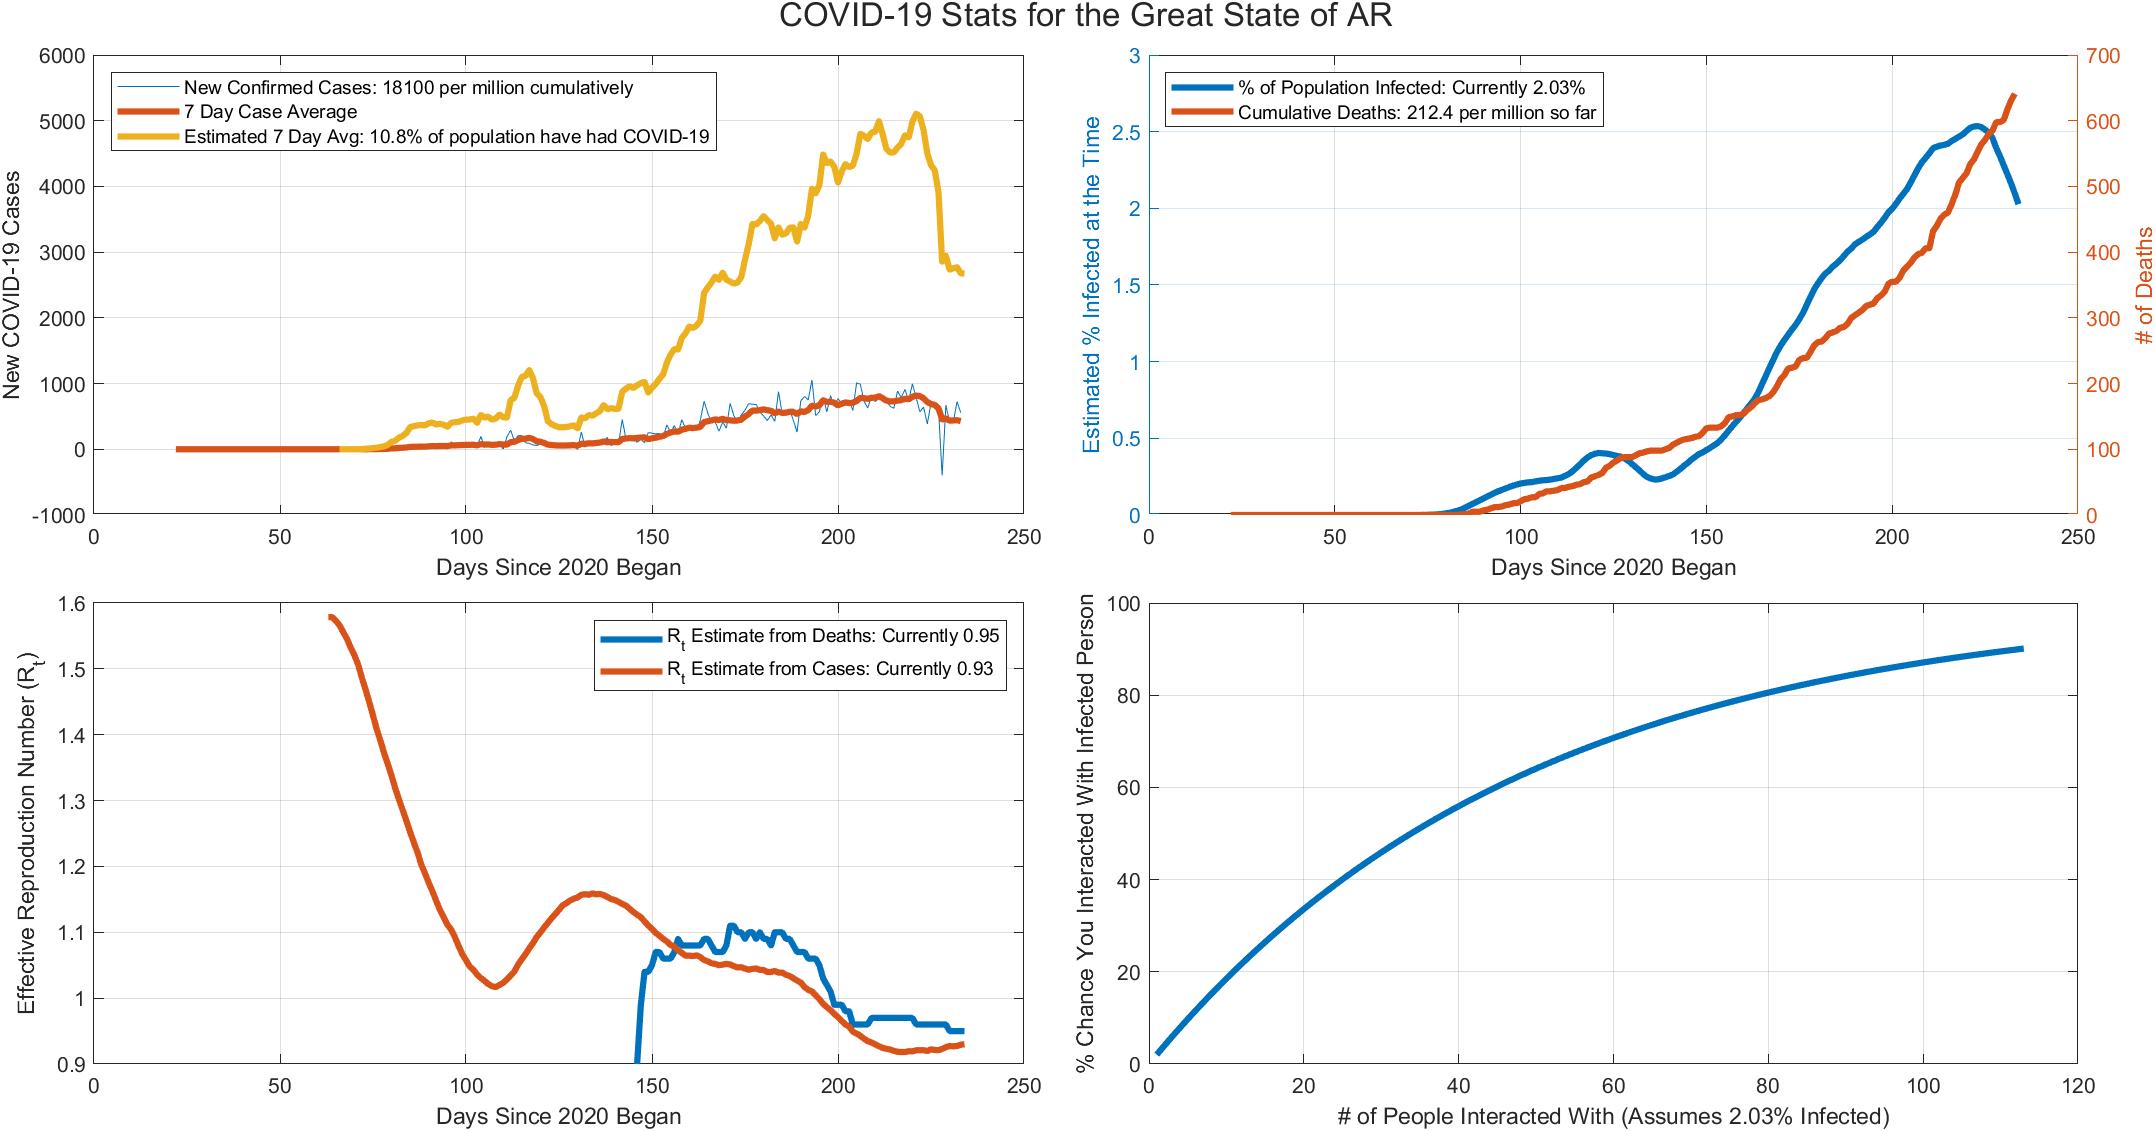 COVID-19 Stats for the Great State of AR
6000
5000
4000
3000
2000
1000
0
-1000
New COVID-19 Cases
New Confirmed Cases: 18100 per million cumulatively
7 Day Case Average
Estimated 7 Day Avg: 10.8% of population have had COVID-19
0 50 100 150 200 250
Days Since 2020 Began
3
2.5
2
1.5
1
0.5
0
Estimated % Infected at the Time
% of Population Infected: Currently 2.03%
Cumulative Deaths: 212.4 per million so far
700
600
500
400
300
200
100
0
# of Deaths
0 50 100 150 200 250
Days Since 2020 Began
1.6
1.5
1.4
1.3
1.2
1.1
1
0.9
Effective Reproduction Number (Rt)
Rt Estimate from Deaths: Currently 0.95
Rt Estimate from Cases: Currently 0.93
0 50 100 150 200 250
Days Since 2020 Began
100
80
60
40
20
0
% Chance You Interacted With Infected Person
0 20 40 60 80 100 120
# of People Interacted With (Assumes 2.03% Infected)